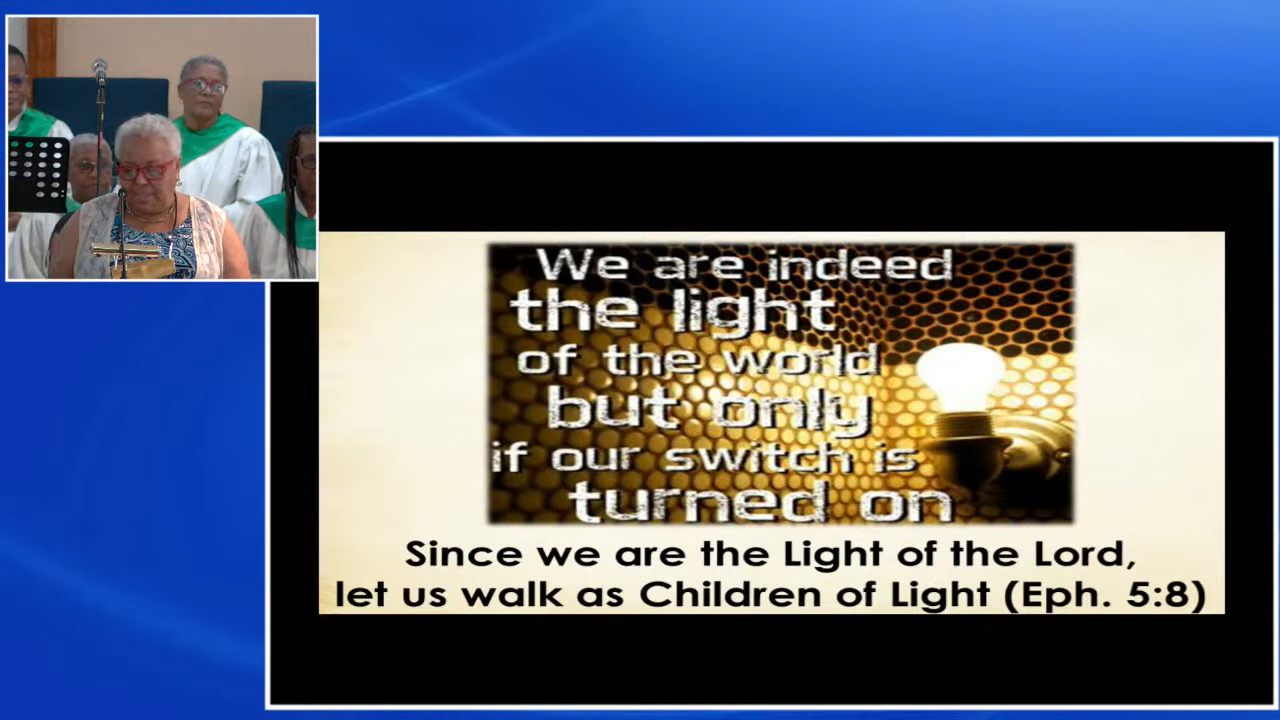 We are indeed
the light
of the world
but only
if our switch is
turned on
Since we are the Light of the Lord,
let us walk as Children of Light (Eph. 5:8)